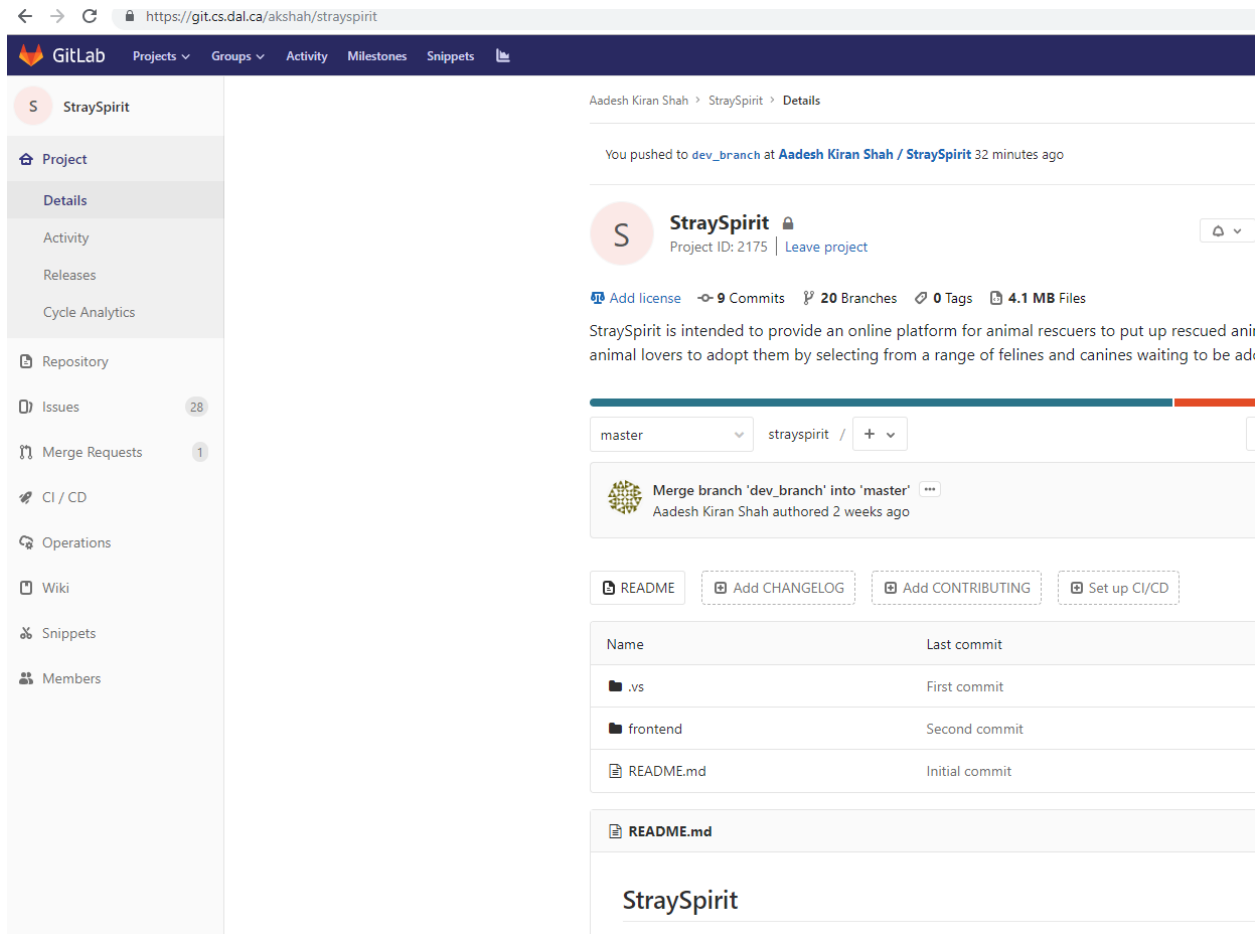 https://git.cs.dal.ca/akshah/strayspirit
GitLab Projects Groups Activity Milestones Snippets
S StraySpirit
Project
Details
Activity
Releases
Cycle Analytics
Repository
Issues 28
Merge Requests 1
CI / CD
Operations
Wiki
Snippets
Members
Aadesh Kiran Shah > StraySpirit > Details
You pushed to dev_branch at Aadesh Kiran Shah / StraySpirit 32 minutes ago
S
StraySpirit
Project ID: 2175 | Leave project
Add license 9 Commits 20 Branches 0 Tags 4.1 MB Files
StraySpirit is intended to provide an online platform for animal rescuers to put up rescued
animal lovers to adopt them by selecting from a range of felines and canines waiting to be
master strayspirit / +
Merge branch 'dev_branch' into 'master' ...
Aadesh Kiran Shah authored 2 weeks ago
README Add CHANGELOG Add CONTRIBUTING Set up CI/CD
Name Last commit
.vs First commit
frontend Second commit
README.md Initial commit
README.md
StraySpirit